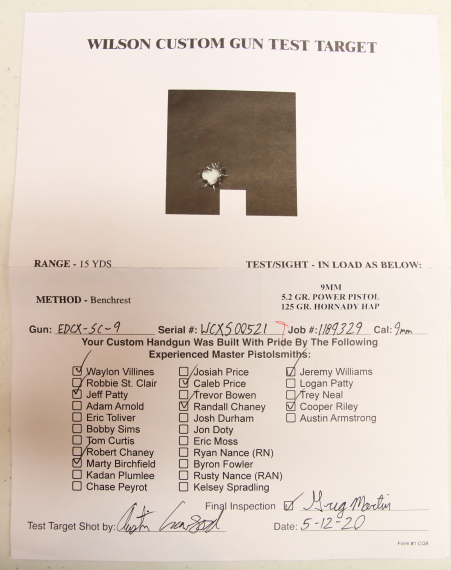 WILSON CUSTOM GUN TEST TARGET
RANGE - 15 YDS
TEST/SIGHT - IN LOAD AS BELOW:
METHOD - Benchrest
9MM
5.2 GR. POWER PISTOL
125 GR. HORNADY HAP
Gun: EDCX-SC-9 Serial #: WCX500521 Job #: 1189329 Cal: 9mm
Your Custom Handgun Was Built With Pride By The Following
Experienced Master Pistolsmiths:
Waylon Villines
Robbie St. Clair
Jeff Patty
Adam Arnold
Eric Toliver
Bobby Sims
Tom Curtis
Robert Chaney
Marty Birchfield
Kadan Plumlee
Chase Peyrot
Josiah Price
Caleb Price
Trevor Bowen
Randall Chaney
Josh Durham
Jon Doty
Eric Moss
Ryan Nance (RN)
Byron Fowler
Rusty Nance (RAN)
Kelsey Spradling
Jeremy Williams
Logan Patty
Trey Neal
Cooper Riley
Austin Armstrong
Final Inspection Greg Martin
Test Target Shot by: Austin
Date: 5-12-20
Form #1 CQB